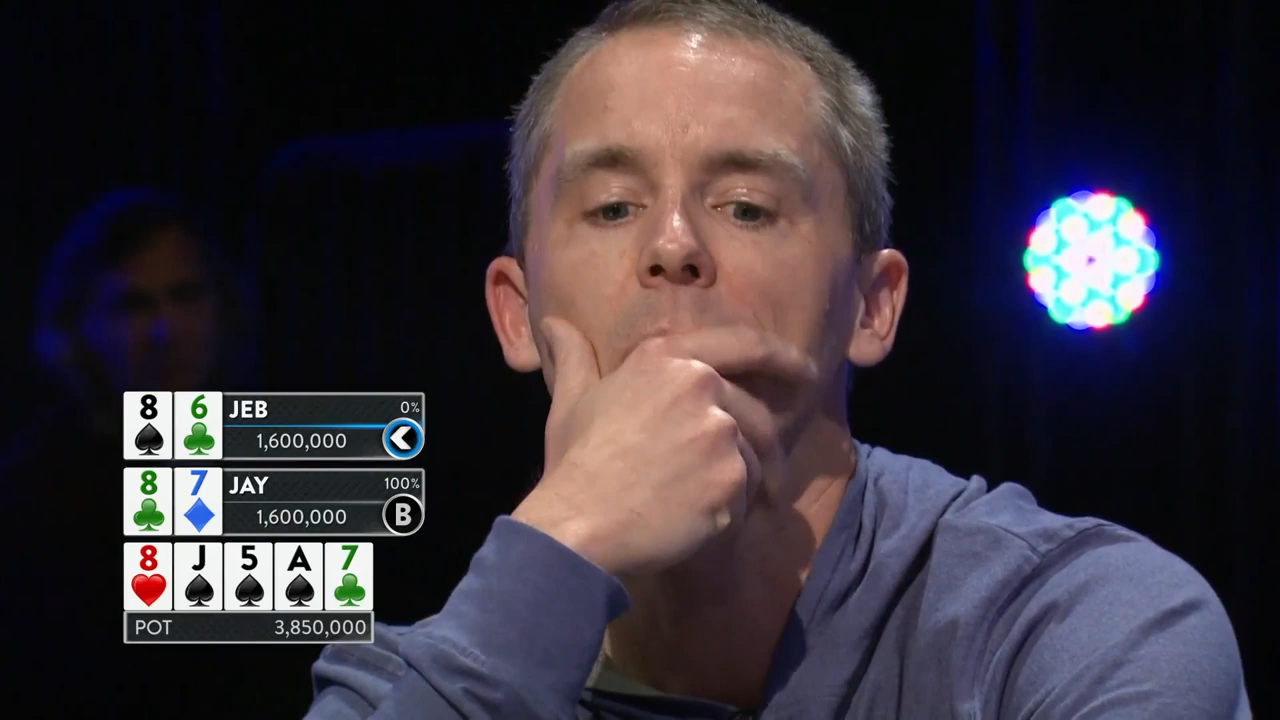 8 6 JEB 0%
1,600,000
8 7 JAY 100%
1,600,000 B
8 J 5 A 7
POT 3,850,000